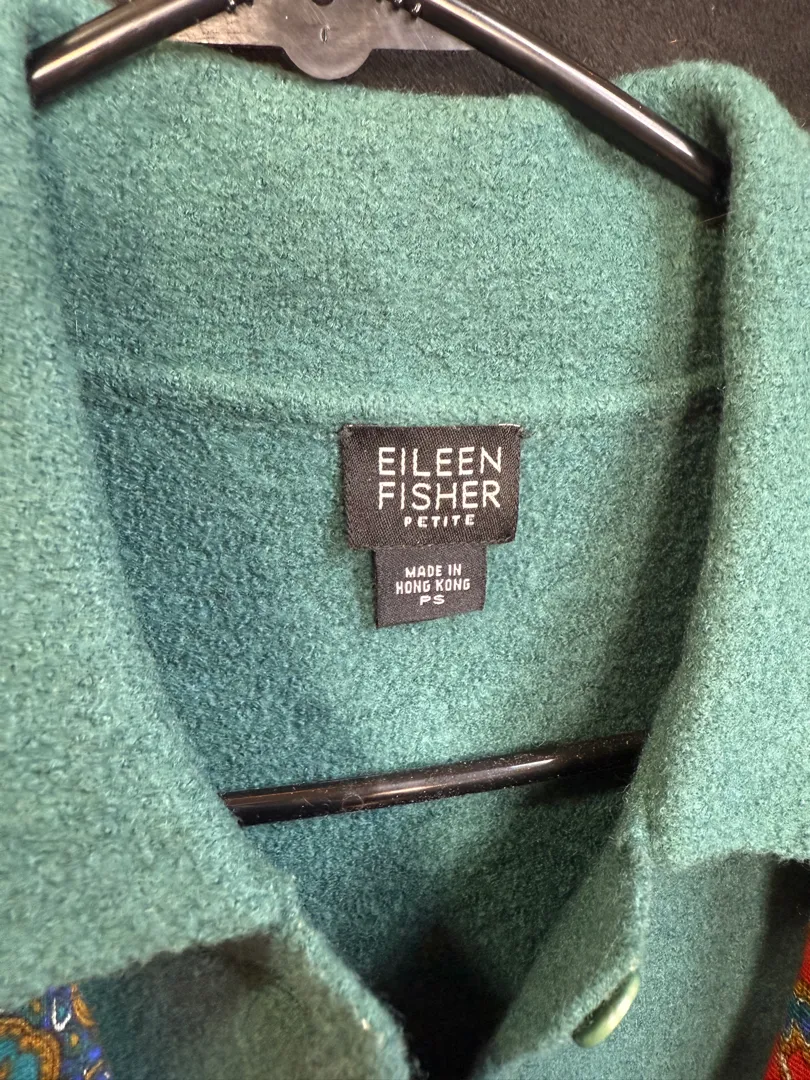 EILEEN
FISHER
PETITE
MADE IN
HONG KONG
PS